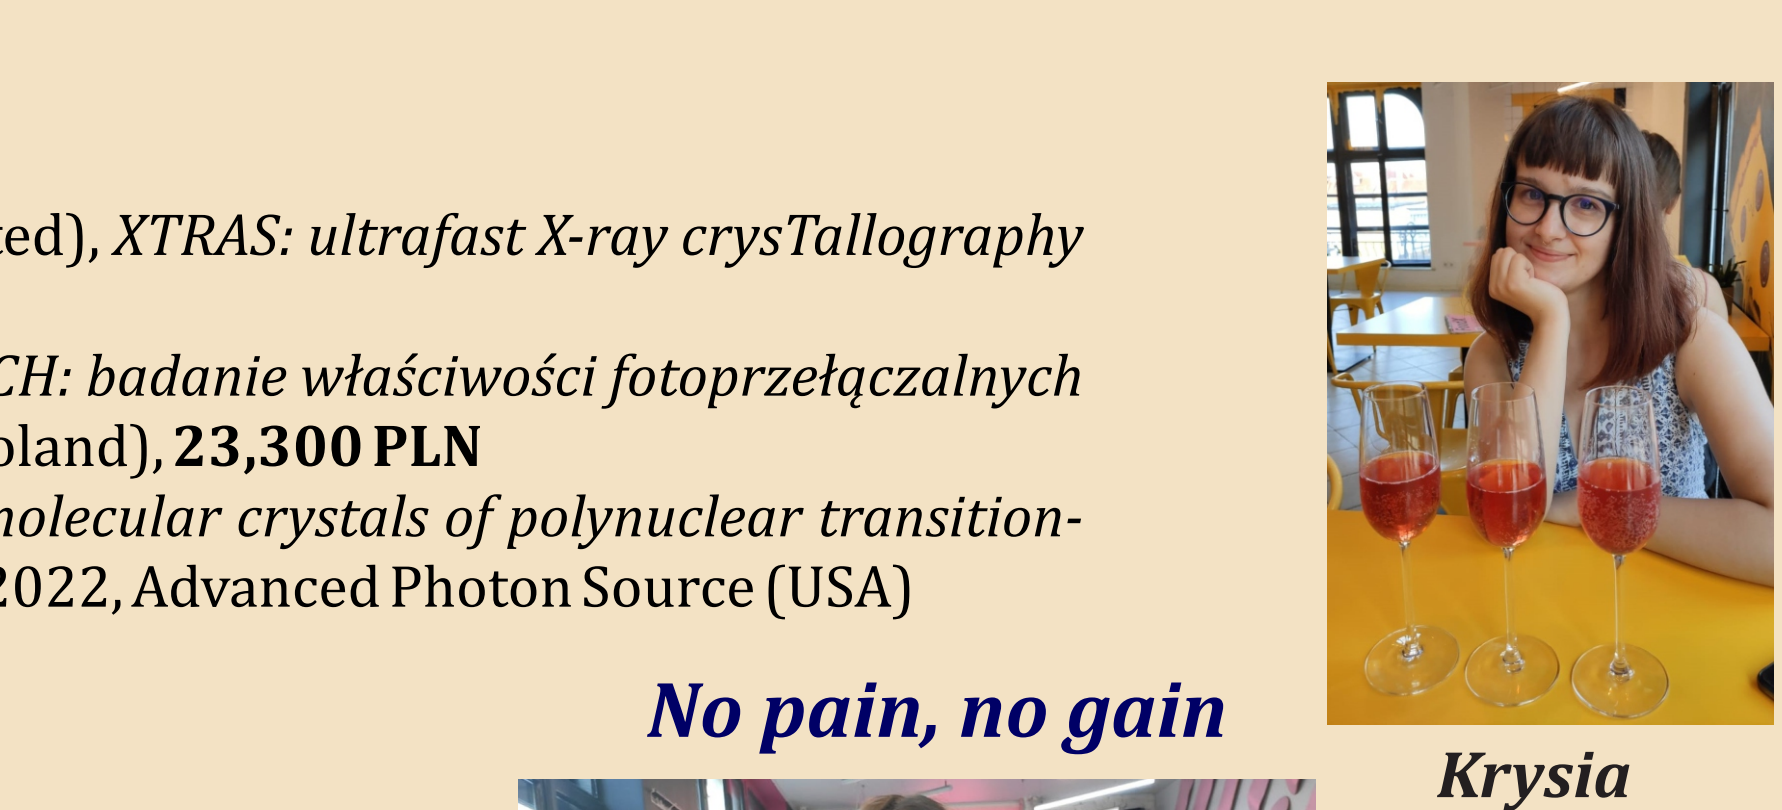 ted), XTRAS: ultrafast X-ray crysTallography
CH: badanie właściwości fotoprzełączalnych
oland), 23,300 PLN
molecular crystals of polynuclear transition-
2022, Advanced Photon Source (USA)
No pain, no gain
Krysia